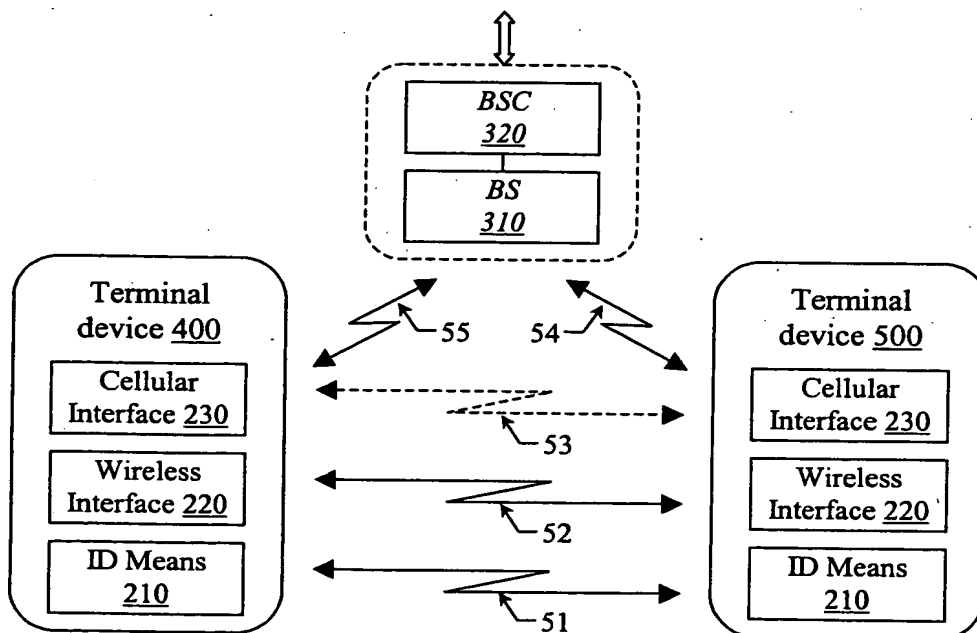 BSC
320
BS
310
Terminal
device 400
Cellular
Interface 230
Wireless
Interface 220
ID Means
210
55
54
53
52
51
Terminal
device 500
Cellular
Interface 230
Wireless
Interface 220
ID Means
210